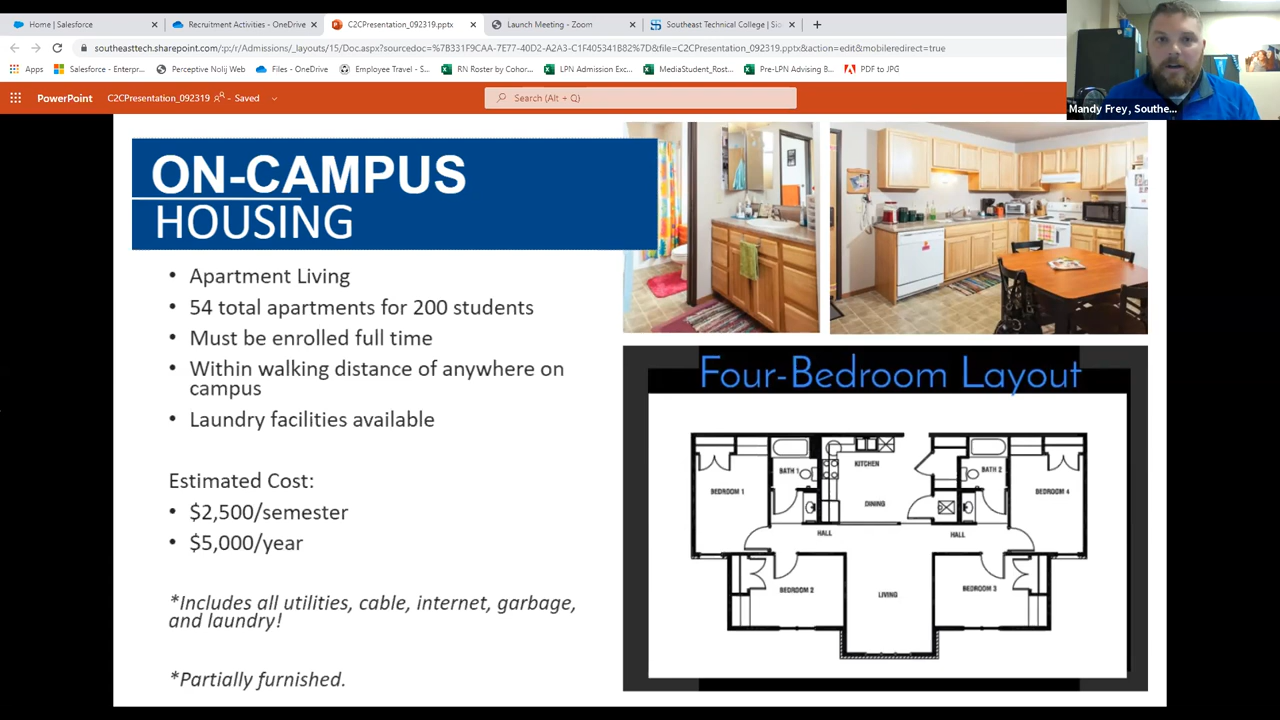 Home | Salesforce
Recruitment Activities - OneDrive
C2CPresentation_092319.pptx
Launch Meeting - Zoom
Southeast Technical College | Sio
southeasttech.sharepoint.com/:p:/r/Admissions/_layouts/15/Doc.aspx?sourcedoc=%7B331F9CAA-7E77-40D2-A2A3-C1F405341B82%7D&file=C2CPresentation_092319.pptx&action=edit&mobileredirect=true
Apps
Salesforce - Enterpr...
Perceptive Nolij Web
Files - OneDrive
Employee Travel - S...
RN Roster by Cohor...
LPN Admission Exc...
MediaStudent_Rost...
Pre-LPN Advising B...
PDF to JPG
Mandy Frey, Southe...
PowerPoint
C2CPresentation_092319 - Saved
Search (Alt + Q)
ON-CAMPUS
HOUSING
• Apartment Living
• 54 total apartments for 200 students
• Must be enrolled full time
• Within walking distance of anywhere on
campus
• Laundry facilities available
Estimated Cost:
• $2,500/semester
• $5,000/year
*Includes all utilities, cable, internet, garbage,
and laundry!
*Partially furnished.
Four-Bedroom Layout
BEDROOM 1
BATH 1
KITCHEN
DINING
BATH 2
BEDROOM 4
HALL
HALL
BEDROOM 2
LIVING
BEDROOM 3